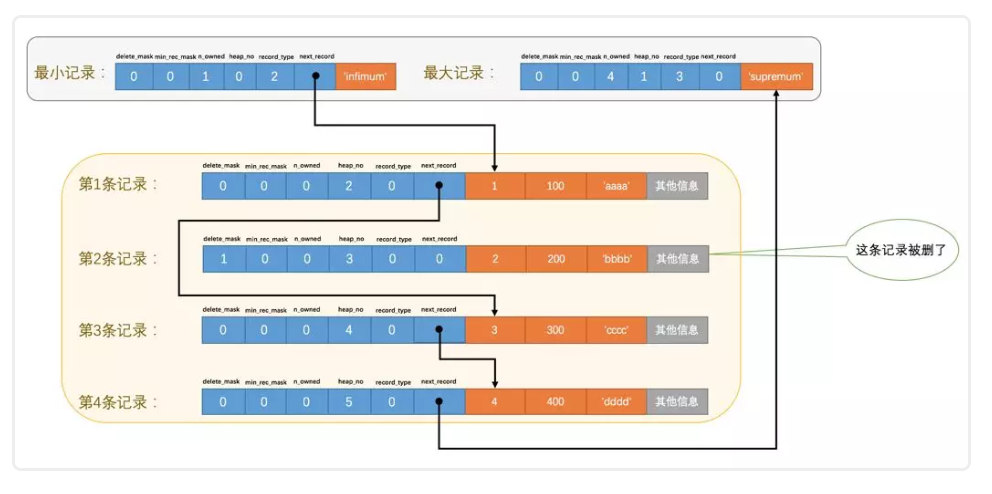 delete_mask min_rec_mask n_owned heap_no record_type next_record
最小记录： 0 0 1 0 2 'infimum'
delete_mask min_rec_mask n_owned heap_no record_type next_record
最大记录： 0 0 4 1 3 0 'supremum'
delete_mask min_rec_mask n_owned heap_no record_type next_record
第1条记录： 0 0 0 2 0 1 100 'aaaa' 其他信息
delete_mask min_rec_mask n_owned heap_no record_type next_record
第2条记录： 1 0 0 3 0 0 2 200 'bbbb' 其他信息
这条记录被删了
delete_mask min_rec_mask n_owned heap_no record_type next_record
第3条记录： 0 0 0 4 0 3 300 'cccc' 其他信息
delete_mask min_rec_mask n_owned heap_no record_type next_record
第4条记录： 0 0 0 5 0 4 400 'dddd' 其他信息